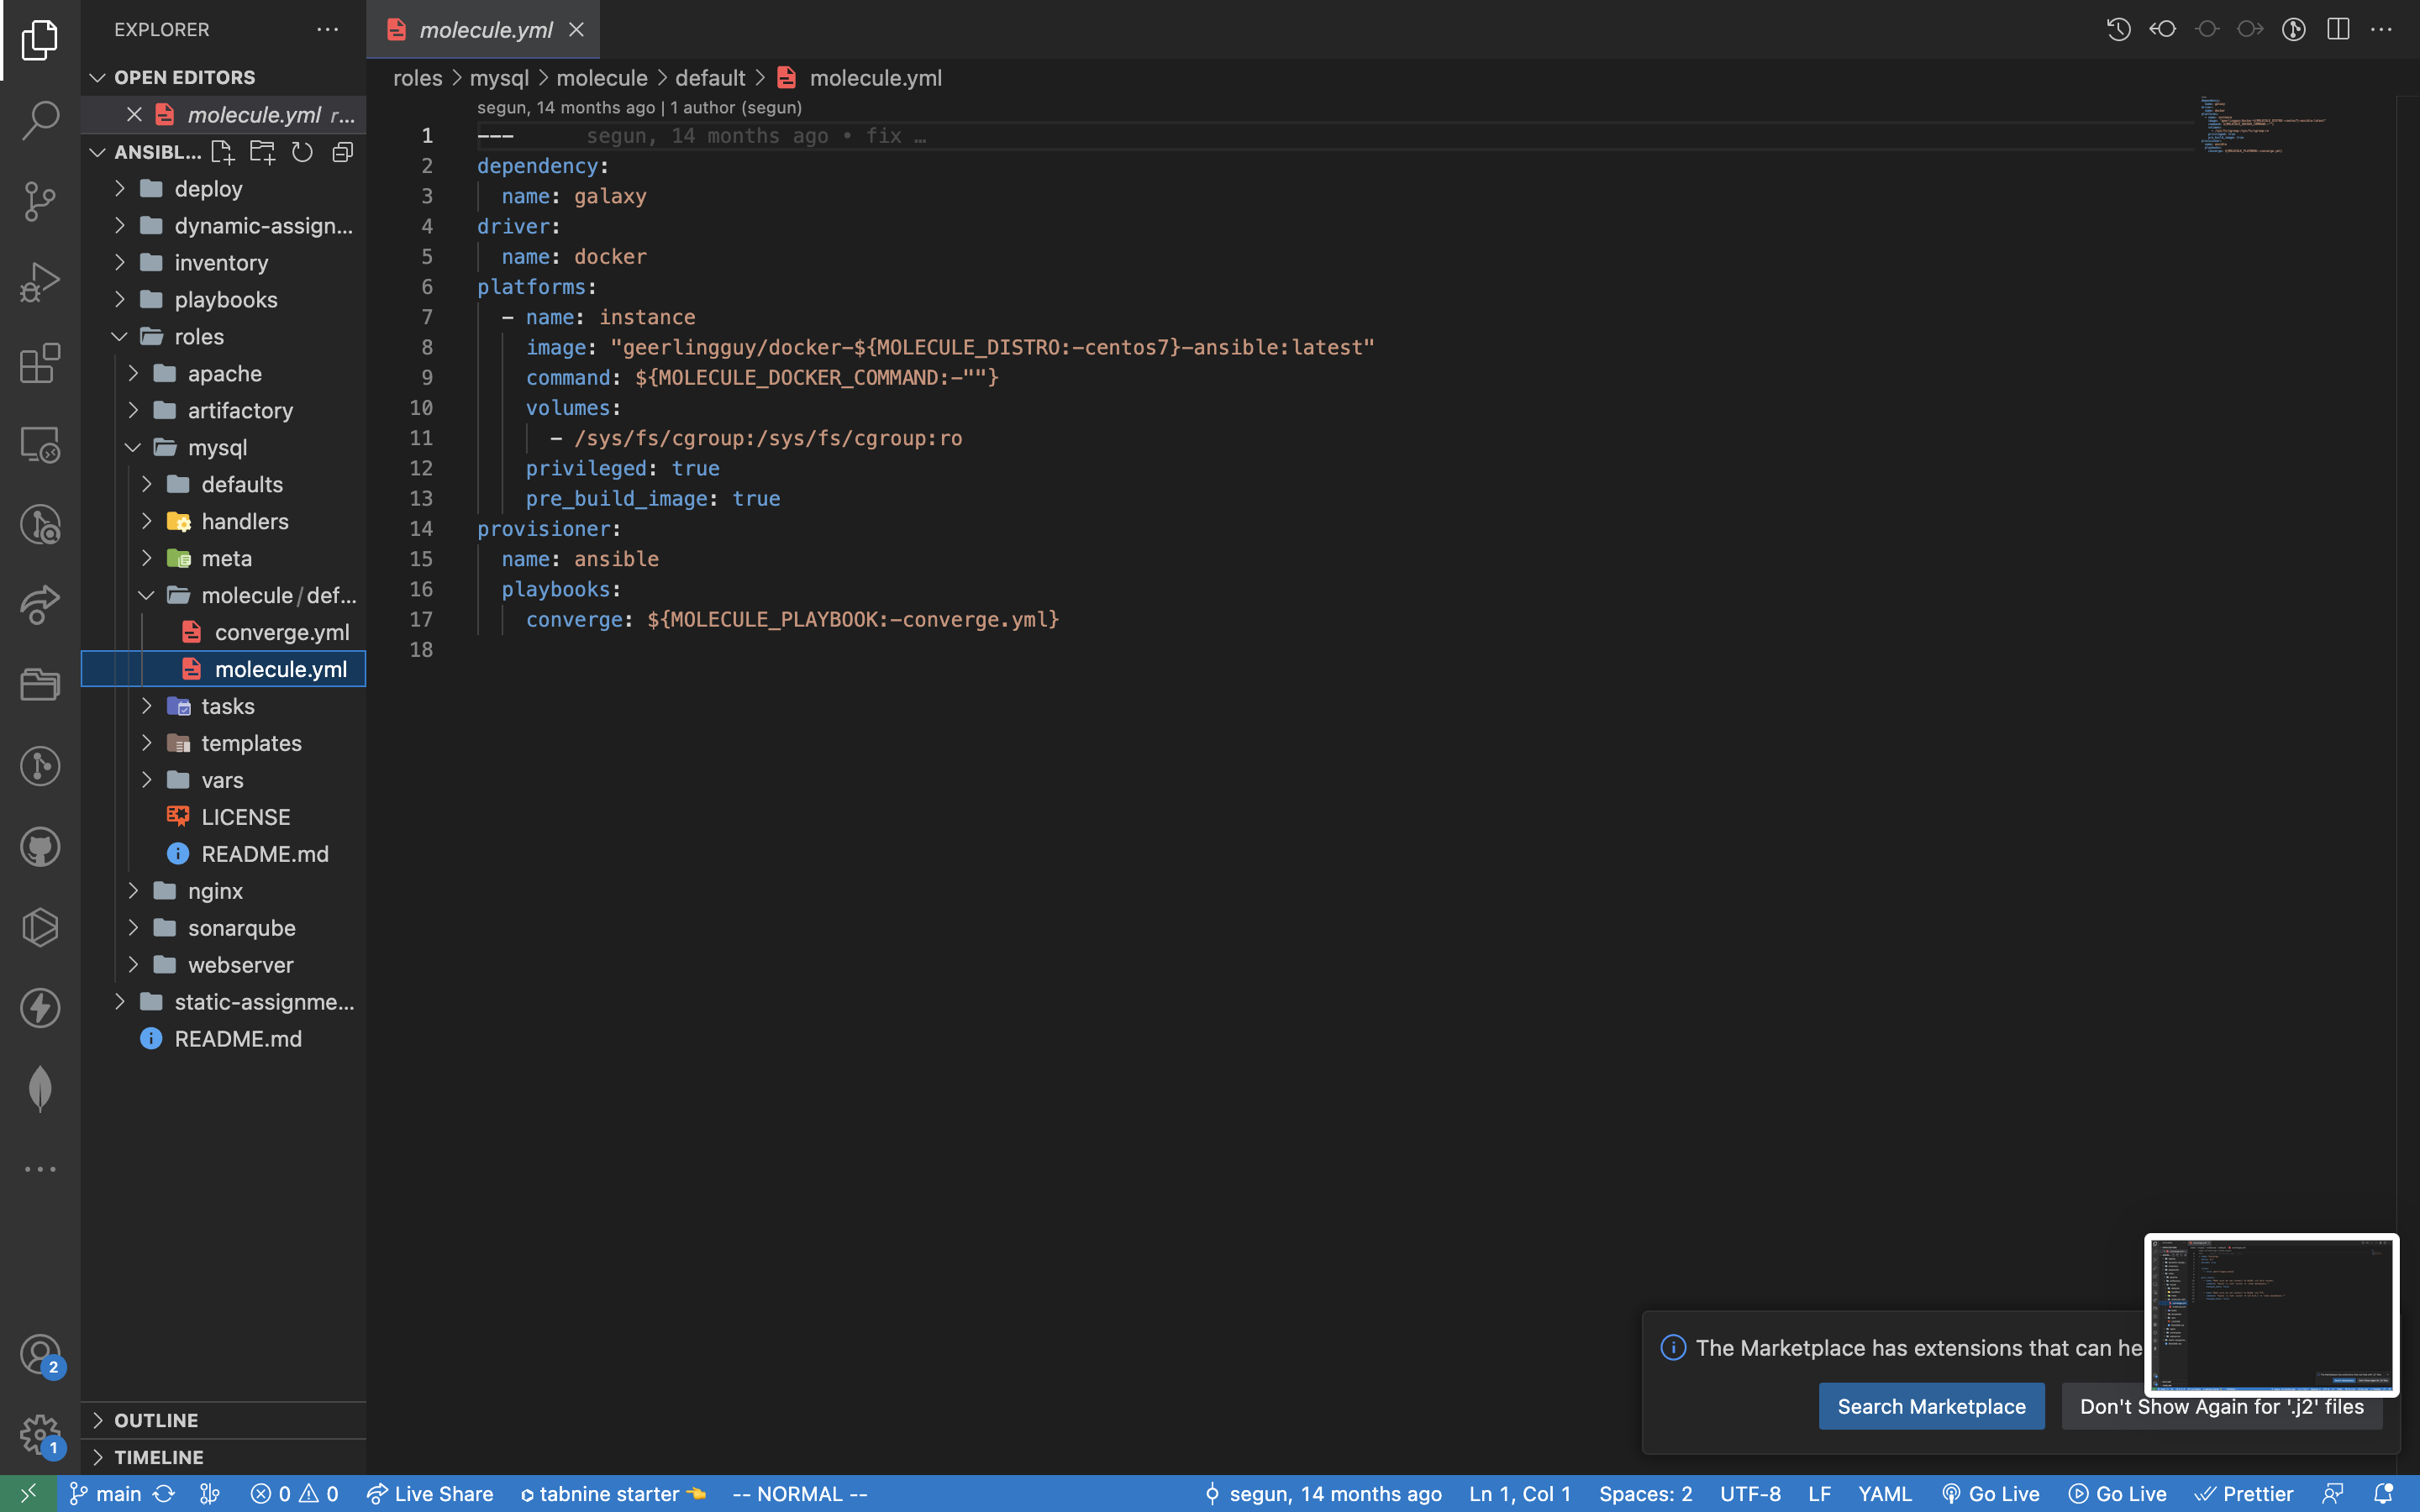 EXPLORER
OPEN EDITORS
molecule.yml r...
ANSIBL...
deploy
dynamic-assign...
inventory
playbooks
roles
apache
artifactory
mysql
defaults
handlers
meta
molecule/def...
converge.yml
molecule.yml
tasks
templates
vars
LICENSE
README.md
nginx
sonarqube
webserver
static-assignme...
README.md
OUTLINE
TIMELINE
2
1
molecule.yml
roles > mysql > molecule > default > molecule.yml
segun, 14 months ago | 1 author (segun)
1 --- segun, 14 months ago • fix …
2 dependency:
3   name: galaxy
4 driver:
5   name: docker
6 platforms:
7   - name: instance
8     image: "geerlingguy/docker-${MOLECULE_DISTRO:-centos7}-ansible:latest"
9     command: ${MOLECULE_DOCKER_COMMAND:-""}
10     volumes:
11       - /sys/fs/cgroup:/sys/fs/cgroup:ro
12     privileged: true
13     pre_build_image: true
14 provisioner:
15   name: ansible
16   playbooks:
17     converge: ${MOLECULE_PLAYBOOK:-converge.yml}
18
The Marketplace has extensions that can he
Search Marketplace
Don't Show Again for '.j2' files
main 0 0 Live Share tabnine starter -- NORMAL -- segun, 14 months ago Ln 1, Col 1 Spaces: 2 UTF-8 LF YAML Go Live Go Live Prettier